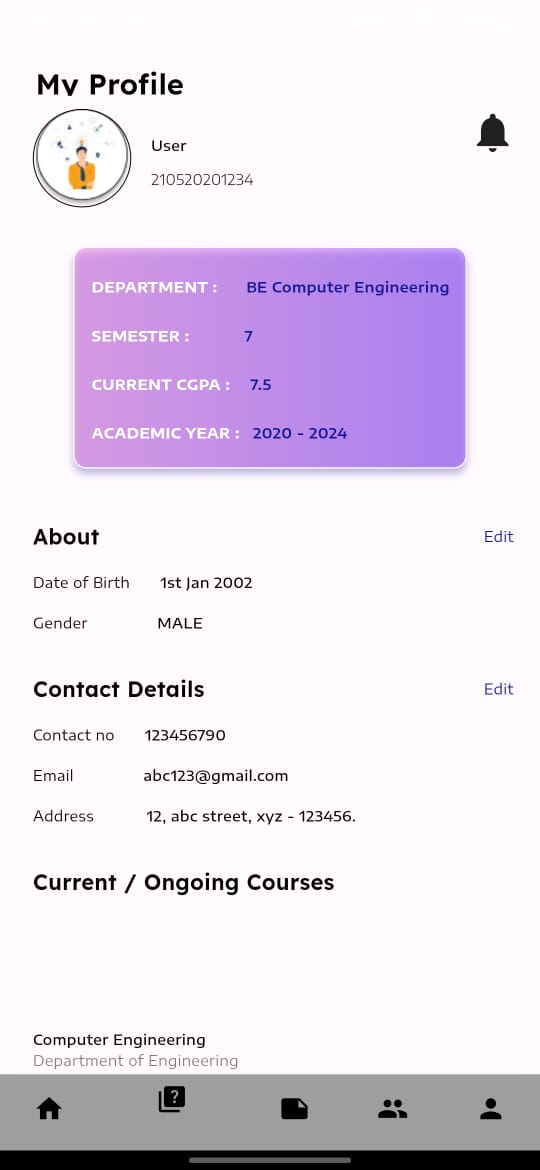 My Profile
User
210520201234
DEPARTMENT : BE Computer Engineering
SEMESTER : 7
CURRENT CGPA : 7.5
ACADEMIC YEAR : 2020 - 2024
About Edit
Date of Birth 1st Jan 2002
Gender MALE
Contact Details Edit
Contact no 123456790
Email abc123@gmail.com
Address 12, abc street, xyz - 123456.
Current / Ongoing Courses
Computer Engineering
Department of Engineering
?